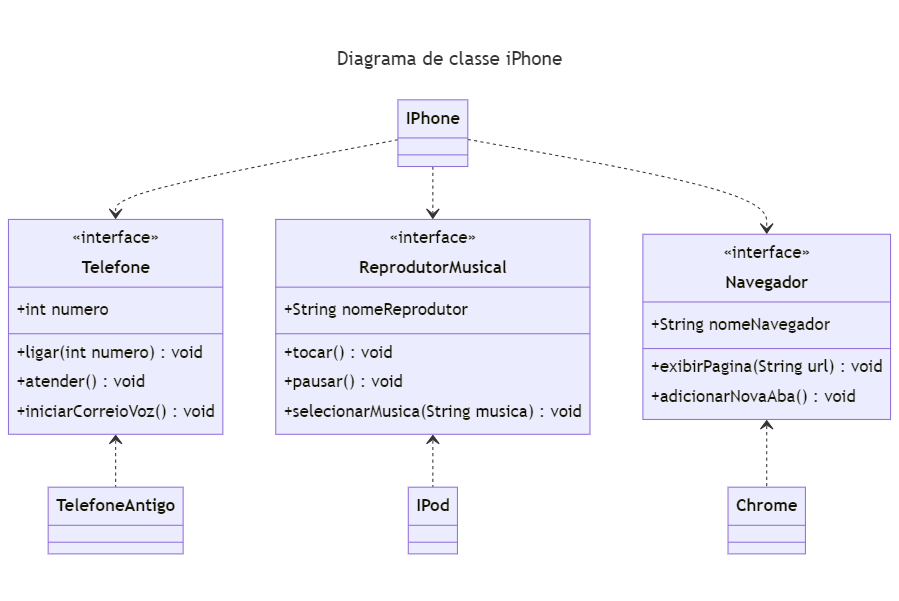 Diagrama de classe iPhone
IPhone
«interface»
Telefone
+int numero
+ligar(int numero) : void
+atender() : void
+iniciarCorreioVoz() : void
«interface»
ReprodutorMusical
+String nomeReprodutor
+tocar() : void
+pausar() : void
+selecionarMusica(String musica) : void
«interface»
Navegador
+String nomeNavegador
+exibirPagina(String url) : void
+adicionarNovaAba() : void
TelefoneAntigo
IPod
Chrome